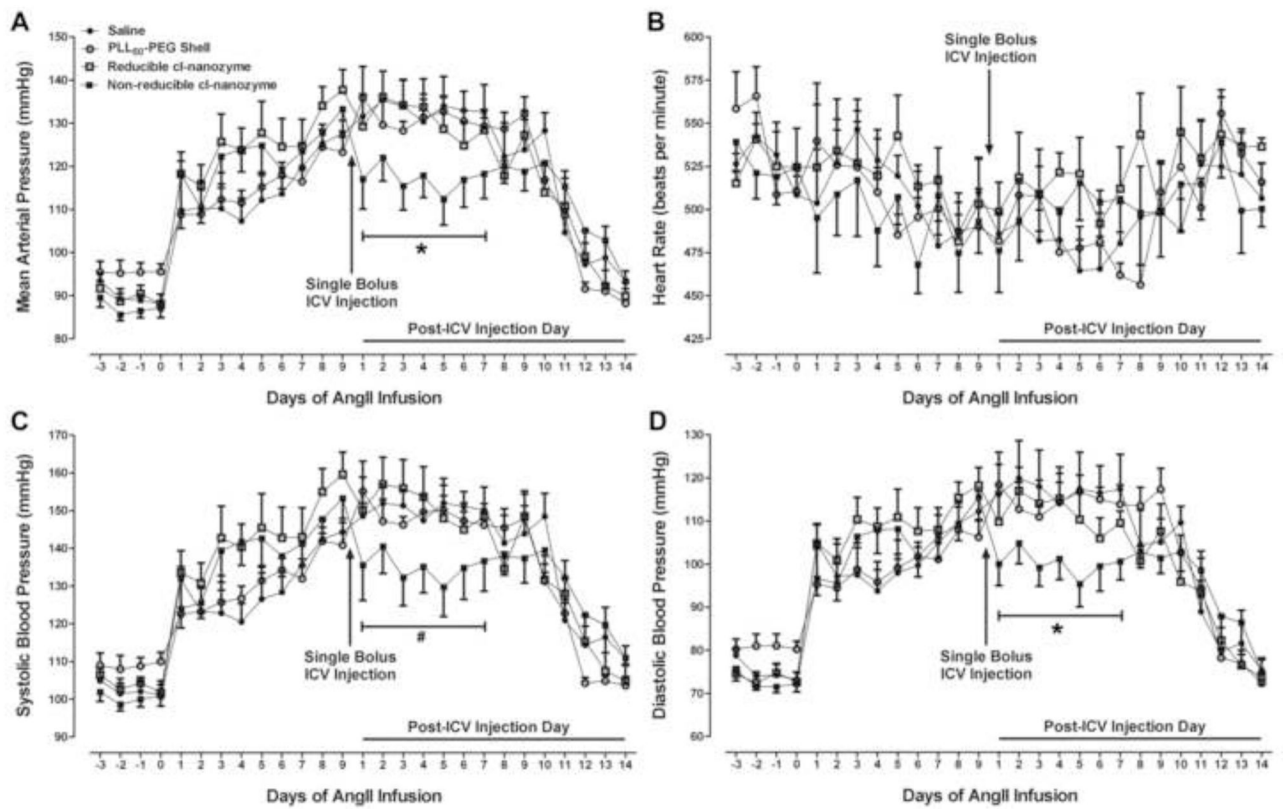 A
Saline
PLL50-PEG Shell
Reducible cl-nanozyme
Non-reducible cl-nanozyme
Mean Arterial Pressure (mmHg)
150
140
130
120
110
100
90
80
Single Bolus
ICV Injection
*
Post-ICV Injection Day
-3 -2 -1 0 1 2 3 4 5 6 7 8 9 1 2 3 4 5 6 7 8 9 10 11 12 13 14
Days of AngII Infusion
B
Heart Rate (beats per minute)
600
575
550
525
500
475
450
425
Single Bolus
ICV Injection
Post-ICV Injection Day
-3 -2 -1 0 1 2 3 4 5 6 7 8 9 1 2 3 4 5 6 7 8 9 10 11 12 13 14
Days of AngII Infusion
C
Systolic Blood Pressure (mmHg)
170
160
150
140
130
120
110
100
90
#
Single Bolus
ICV Injection
Post-ICV Injection Day
-3 -2 -1 0 1 2 3 4 5 6 7 8 9 1 2 3 4 5 6 7 8 9 10 11 12 13 14
Days of AngII Infusion
D
Diastolic Blood Pressure (mmHg)
130
120
110
100
90
80
70
60
*
Single Bolus
ICV Injection
Post-ICV Injection Day
-3 -2 -1 0 1 2 3 4 5 6 7 8 9 1 2 3 4 5 6 7 8 9 10 11 12 13 14
Days of AngII Infusion